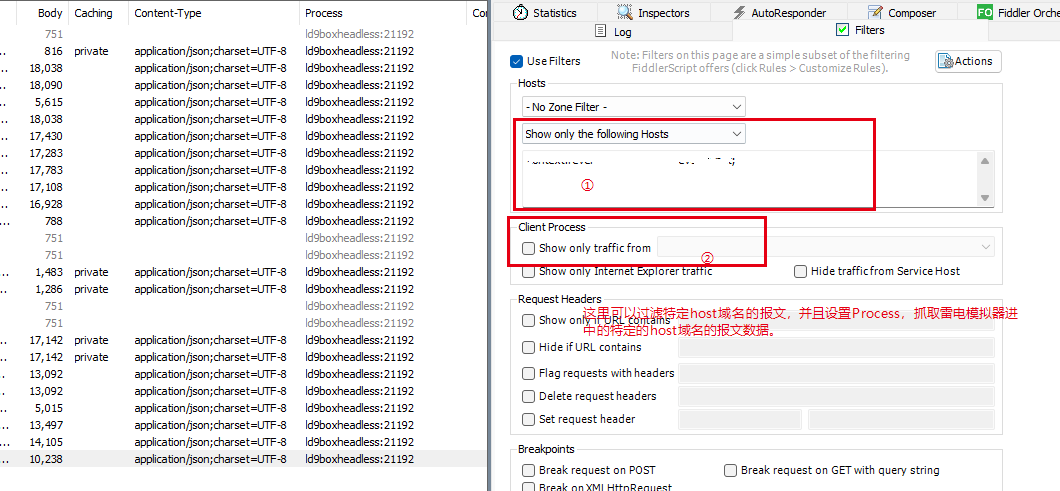 Body Caching Content-Type Process Co
751 ld9boxheadless:21192
816 private application/json;charset=UTF-8 ld9boxheadless:21192
18,038 application/json;charset=UTF-8 ld9boxheadless:21192
18,090 application/json;charset=UTF-8 ld9boxheadless:21192
5,615 application/json;charset=UTF-8 ld9boxheadless:21192
18,038 application/json;charset=UTF-8 ld9boxheadless:21192
17,430 application/json;charset=UTF-8 ld9boxheadless:21192
17,283 application/json;charset=UTF-8 ld9boxheadless:21192
17,783 application/json;charset=UTF-8 ld9boxheadless:21192
17,108 application/json;charset=UTF-8 ld9boxheadless:21192
16,928 application/json;charset=UTF-8 ld9boxheadless:21192
788 application/json;charset=UTF-8 ld9boxheadless:21192
751 ld9boxheadless:21192
751 ld9boxheadless:21192
1,483 private application/json;charset=UTF-8 ld9boxheadless:21192
1,286 private application/json;charset=UTF-8 ld9boxheadless:21192
751 ld9boxheadless:21192
751 ld9boxheadless:21192
17,142 private application/json;charset=UTF-8 ld9boxheadless:21192
17,142 private application/json;charset=UTF-8 ld9boxheadless:21192
13,092 application/json;charset=UTF-8 ld9boxheadless:21192
13,092 application/json;charset=UTF-8 ld9boxheadless:21192
5,015 application/json;charset=UTF-8 ld9boxheadless:21192
13,497 application/json;charset=UTF-8 ld9boxheadless:21192
14,105 application/json;charset=UTF-8 ld9boxheadless:21192
10,238 application/json;charset=UTF-8 ld9boxheadless:21192
Statistics Inspectors AutoResponder Composer FO Fiddler Orche
Log Filters
Use Filters
Note: Filters on this page are a simple subset of the filtering
FiddlerScript offers (click Rules > Customize Rules).
Actions
Hosts
- No Zone Filter -
Show only the following Hosts
①
Client Process
Show only traffic from
②
Show only Internet Explorer traffic Hide traffic from Service Host
Request Headers
Show only if URL contains
这里可以过滤特定host域名的报文，并且设置Process，抓取雷电模拟器进
中的特定的host域名的报文数据。
Hide if URL contains
Flag requests with headers
Delete request headers
Set request header
Breakpoints
Break request on POST Break request on GET with query string
Break on XMLHttpRequest